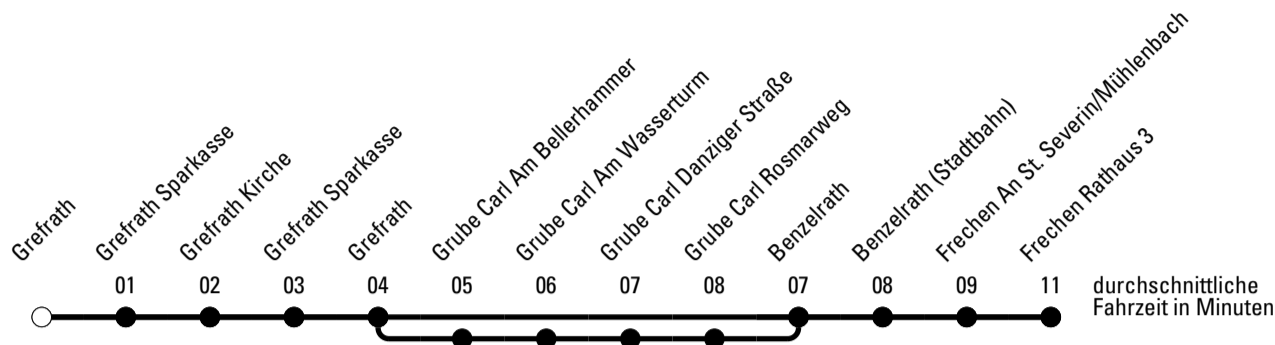 Grefrath
Grefrath Sparkasse
Grefrath Kirche
Grefrath Sparkasse
Grefrath
Grube Carl Am Bellerhammer
Grube Carl Am Wasserturm
Grube Carl Danziger Straße
Grube Carl Rosmarweg
Benzelrath
Benzelrath (Stadtbahn)
Frechen An St. Severin/Mühlenbach
Frechen Rathaus 3
01 02 03 04 05 06 07 08 07 08 09 11
durchschnittliche
Fahrzeit in Minuten